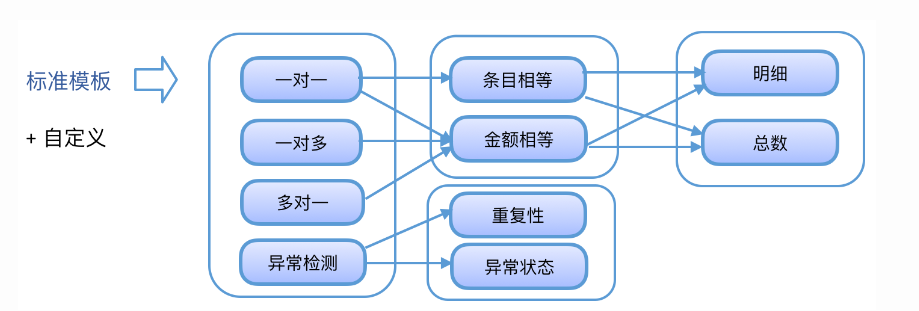 标准模板
+ 自定义
一对一
一对多
多对一
异常检测
条目相等
金额相等
重复性
异常状态
明细
总数